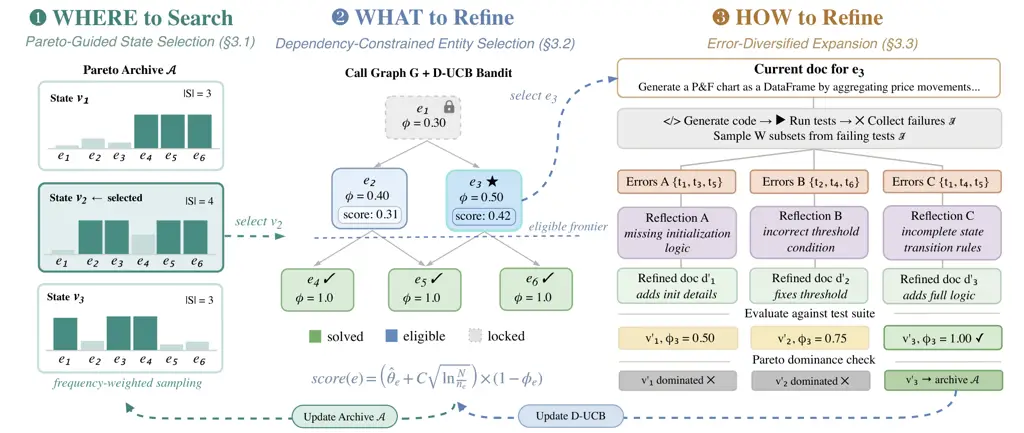 ❶ WHERE to Search
Pareto-Guided State Selection (§3.1)
Pareto Archive 𝒜
State v₁
|S| = 3
e₁ e₂ e₃ e₄ e₅ e₆
State v₂ ← selected
|S| = 4
e₁ e₂ e₃ e₄ e₅ e₆
State v₃
|S| = 3
e₁ e₂ e₃ e₄ e₅ e₆
frequency-weighted sampling
select v₂
❷ WHAT to Refine
Dependency-Constrained Entity Selection (§3.2)
Call Graph G + D-UCB Bandit
select e₃
e₁
ϕ = 0.30
e₂
ϕ = 0.40
score: 0.31
e₃ ★
ϕ = 0.50
score: 0.42
eligible frontier
e₄ ✓
ϕ = 1.0
e₅ ✓
ϕ = 1.0
e₆ ✓
ϕ = 1.0
solved
eligible
locked
score(e) = (θ̂ₑ + C√(ln N/nₑ)) × (1 − ϕₑ)
❸ HOW to Refine
Error-Diversified Expansion (§3.3)
Current doc for e₃
Generate a P&F chart as a DataFrame by aggregating price movements...
</> Generate code → ▶ Run tests → ✕ Collect failures ℐ
Sample W subsets from failing tests ℐ
Errors A {t₁, t₃, t₅}
Errors B {t₂, t₄, t₆}
Errors C {t₁, t₄, t₅}
Reflection A
missing initialization
logic
Reflection B
incorrect threshold
condition
Reflection C
incomplete state
transition rules
Refined doc d'₁
adds init details
Refined doc d'₂
fixes threshold
Refined doc d'₃
adds full logic
Evaluate against test suite
v'₁, ϕ₃ = 0.50
v'₂, ϕ₃ = 0.75
v'₃, ϕ₃ = 1.00 ✓
Pareto dominance check
v'₁ dominated ✕
v'₂ dominated ✕
v'₃ → archive 𝒜
Update Archive 𝒜
Update D-UCB